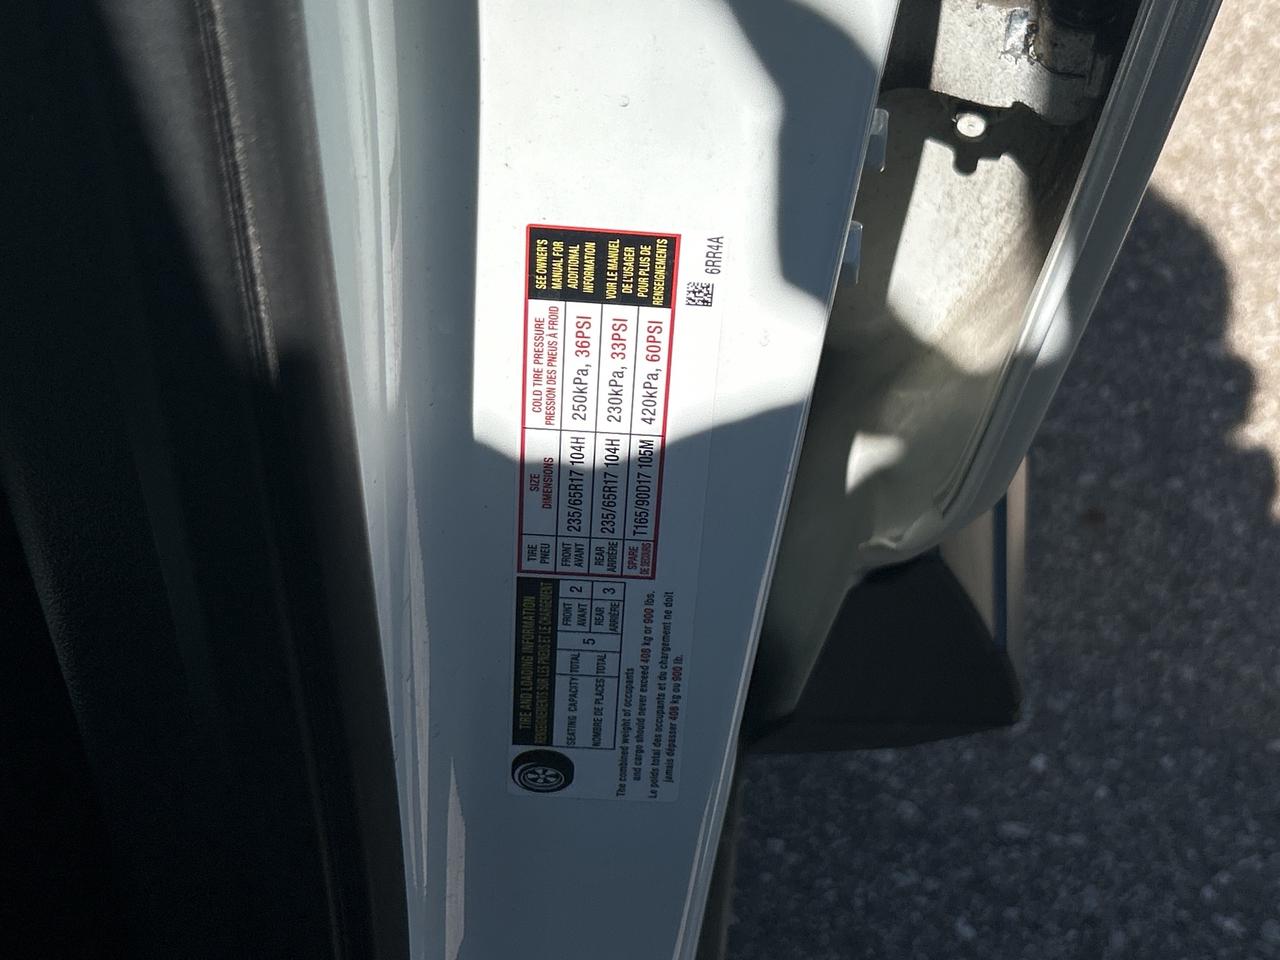 TIRE AND LOADING INFORMATION
RENSEIGNEMENTS SUR LES PNEUS ET LE CHARGEMENT
SEATING CAPACITY
NOMBRE DE PLACES
TOTAL
TOTAL
5
FRONT
AVANT
2
REAR
ARRIÈRE
3
The combined weight of occupants
and cargo should never exceed 408 kg or 900 lbs.
Le poids total des occupants et du chargement ne doit
jamais dépasser 408 kg ou 900 lb.
TIRE
PNEU
SIZE
DIMENSIONS
COLD TIRE PRESSURE
PRESSION DES PNEUS À FROID
FRONT
AVANT
235/65R17 104H
250kPa, 36PSI
REAR
ARRIÈRE
235/65R17 104H
230kPa, 33PSI
SPARE
DE SECOURS
T165/90D17 105M
420kPa, 60PSI
SEE OWNER'S
MANUAL FOR
ADDITIONAL
INFORMATION
VOIR LE MANUEL
DE L'USAGER
POUR PLUS DE
RENSEIGNEMENTS
6RR4A